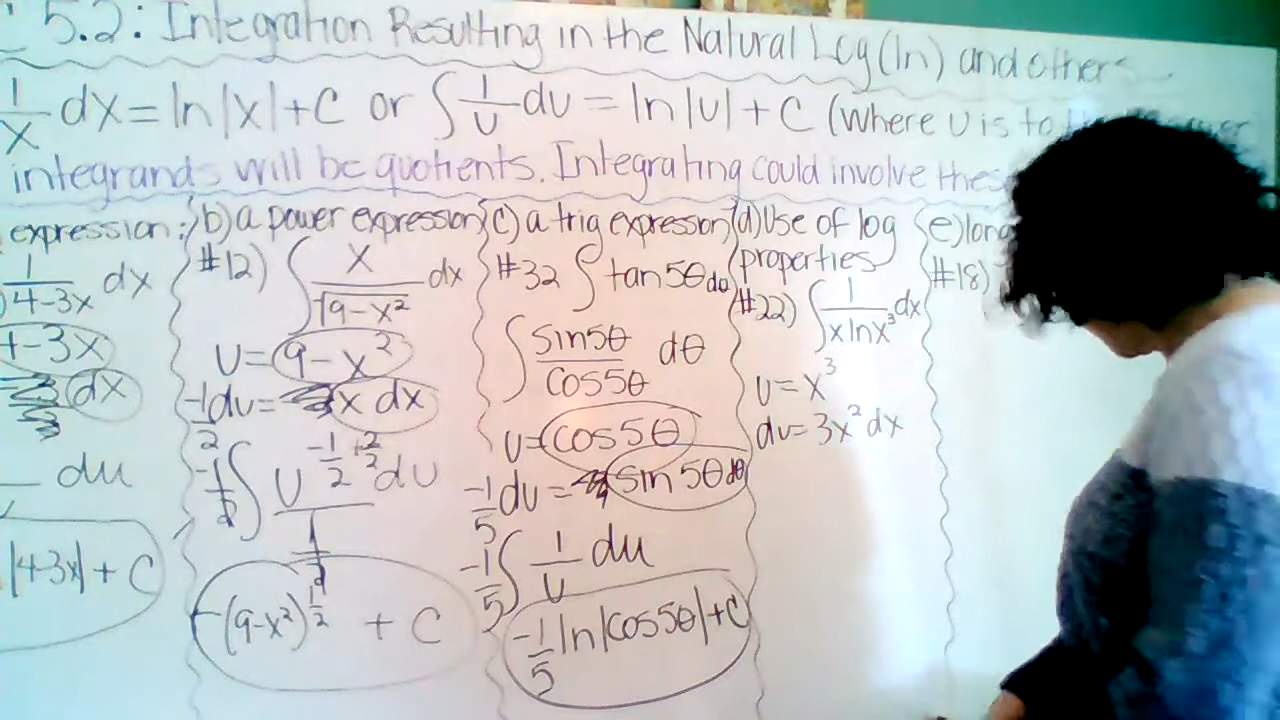 5.2: Integration Resulting in the Natural Log (ln) and others
1/x dx = ln|x| + C or ∫ 1/u du = ln|u| + C (where u is to
integrands will be quotients. Integrating could involve these
expression:
1/(4-3x) dx
4-3x
dx
du
|4-3x| + C
b) a power expression
#12) ∫ x/√(9-x²) dx
u = 9-x²
-1/2 du = x dx
-1/2 ∫ u^(-1/2 + 2/2) du
1/2
-(9-x²)^(1/2) + C
c) a trig expression
#32 ∫ tan5θ dθ
∫ sin5θ/cos5θ dθ
u = cos5θ
-1/5 du = sin5θ dθ
-1/5 ∫ 1/u du
-1/5 ln|cos5θ| + C
d) Use of log
properties
#22) ∫ 1/(x lnx³) dx
u = x³
du = 3x² dx
e) long
#18)